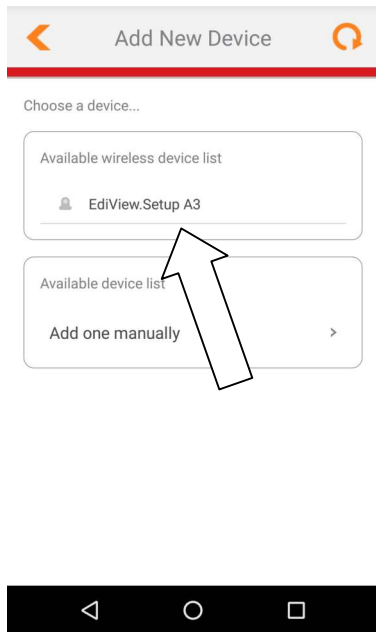 Add New Device
Choose a device...
Available wireless device list
EdiView.Setup A3
Available device list
Add one manually